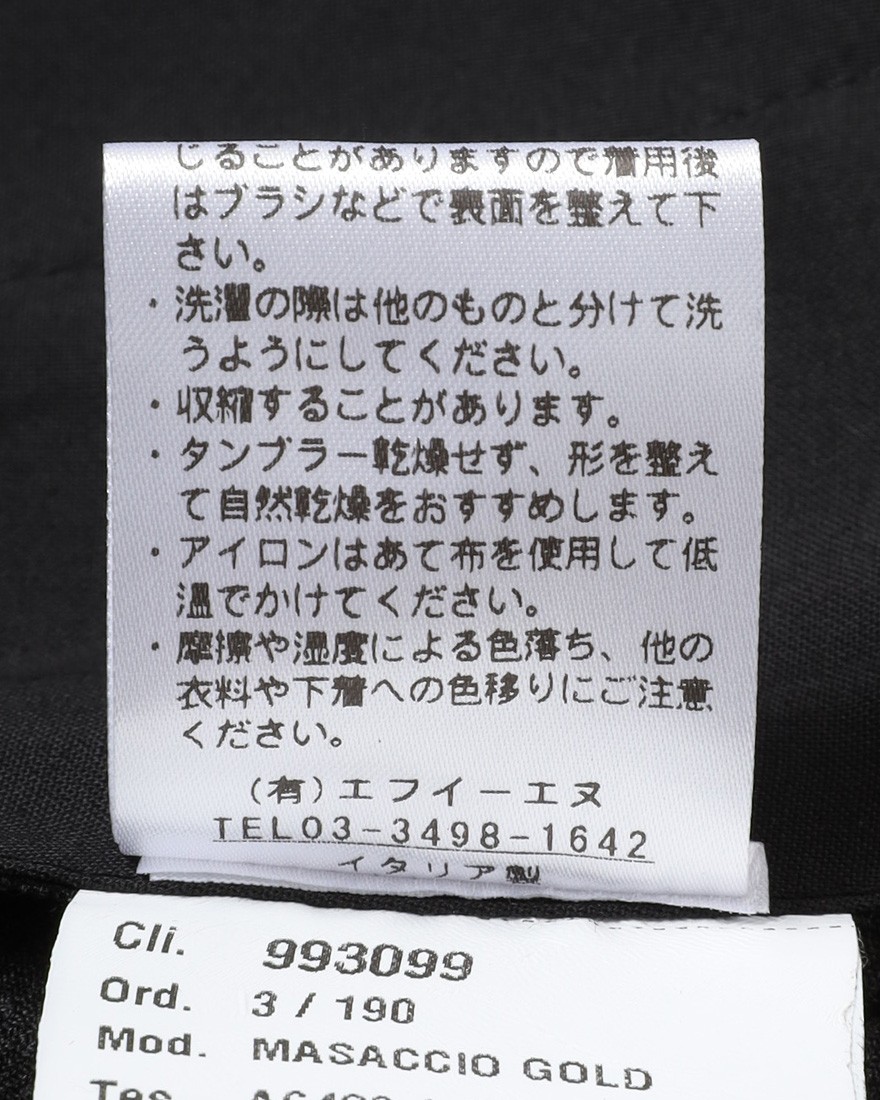 じることがありますので着用後
はブラシなどで表面を整えて下
さい。
・洗濯の際は他のものと分けて洗
うようにしてください。
・収縮することがあります。
・タンブラー乾燥せず、形を整え
て自然乾燥をおすすめします。
・アイロンはあて布を使用して低
温でかけてください。
・摩擦や湿度による色落ち、他の
衣料や下着への色移りにご注意
ください。
(有)エフイーエヌ
TEL03-3498-1642
イタリア製
Cli. 993099
Ord. 3 / 190
Mod. MASACCIO GOLD
Tes.